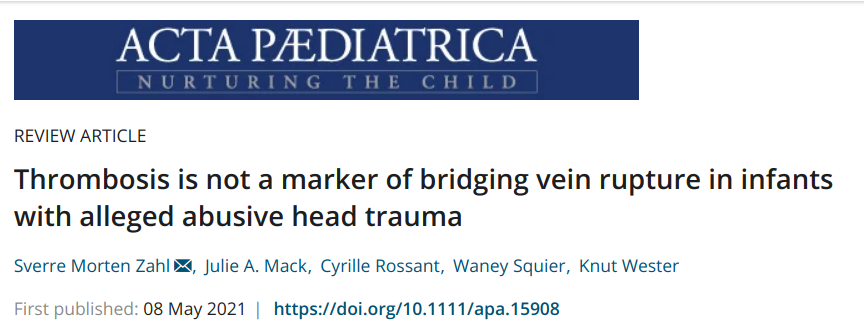 ACTA PÆDIATRICA
NURTURING THE CHILD
REVIEW ARTICLE
Thrombosis is not a marker of bridging vein rupture in infants
with alleged abusive head trauma
Sverre Morten Zahl, Julie A. Mack, Cyrille Rossant, Waney Squier, Knut Wester
First published: 08 May 2021 | https://doi.org/10.1111/apa.15908